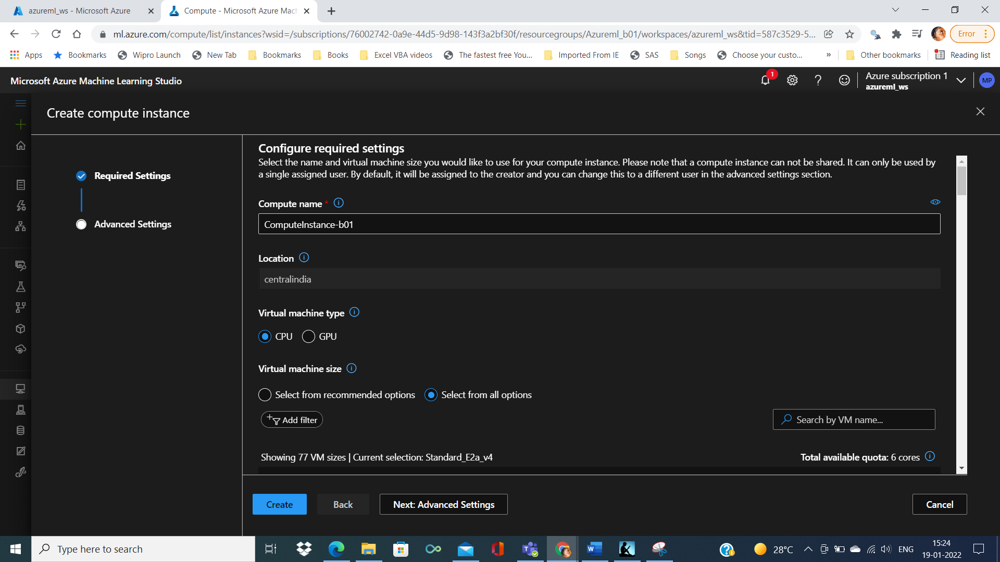 azureml_ws - Microsoft Azure
Compute - Microsoft Azure Mach
ml.azure.com/compute/list/instances?wsid=/subscriptions/76002742-0a9e-44d5-9d98-143f3a2bf30f/resourcegroups/Azureml_b01/workspaces/azureml_ws&tid=587c3529-5...
Error
Apps
Bookmarks
Wipro Launch
New Tab
Bookmarks
Books
Excel VBA videos
The fastest free You...
Imported From IE
SAS
Songs
Choose your custo...
»
Other bookmarks
Reading list
Microsoft Azure Machine Learning Studio
1
Azure subscription 1
azureml_ws
MP
Create compute instance
Required Settings
Advanced Settings
Configure required settings
Select the name and virtual machine size you would like to use for your compute instance. Please note that a compute instance can not be shared. It can only be used by
a single assigned user. By default, it will be assigned to the creator and you can change this to a different user in the advanced settings section.
Compute name *
ComputeInstance-b01
Location
centralindia
Virtual machine type
CPU
GPU
Virtual machine size
Select from recommended options
Select from all options
Add filter
Search by VM name...
Showing 77 VM sizes | Current selection: Standard_E2a_v4
Total available quota: 6 cores
Create
Back
Next: Advanced Settings
Cancel
Type here to search
28°C
ENG
15:24
19-01-2022